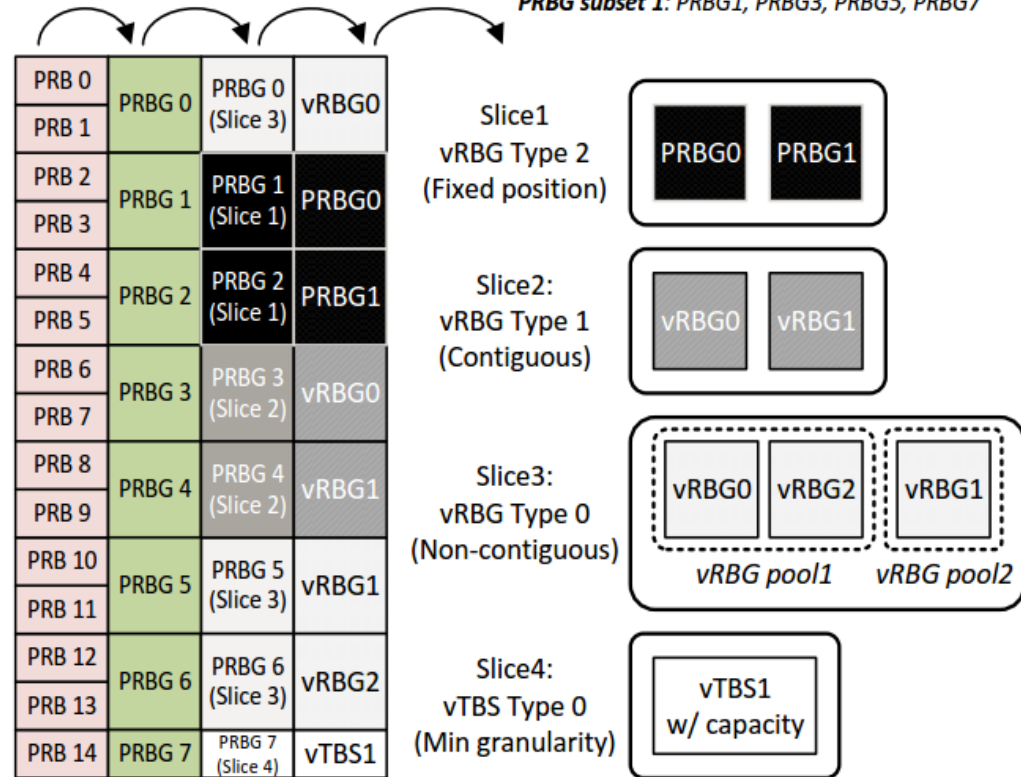 PRBG subset 1: PRBG1, PRBG3, PRBG5, PRBG7
PRB 0
PRB 1
PRB 2
PRB 3
PRB 4
PRB 5
PRB 6
PRB 7
PRB 8
PRB 9
PRB 10
PRB 11
PRB 12
PRB 13
PRB 14
PRBG 0
PRBG 1
PRBG 2
PRBG 3
PRBG 4
PRBG 5
PRBG 6
PRBG 7
PRBG 0
(Slice 3)
PRBG 1
(Slice 1)
PRBG 2
(Slice 1)
PRBG 3
(Slice 2)
PRBG 4
(Slice 2)
PRBG 5
(Slice 3)
PRBG 6
(Slice 3)
PRBG 7
(Slice 4)
vRBG0
PRBG0
PRBG1
vRBG0
vRBG1
vRBG1
vRBG2
vTBS1
Slice1
vRBG Type 2
(Fixed position)
PRBG0
PRBG1
Slice2:
vRBG Type 1
(Contiguous)
vRBG0
vRBG1
Slice3:
vRBG Type 0
(Non-contiguous)
vRBG0
vRBG2
vRBG1
vRBG pool1
vRBG pool2
Slice4:
vTBS Type 0
(Min granularity)
vTBS1
w/ capacity